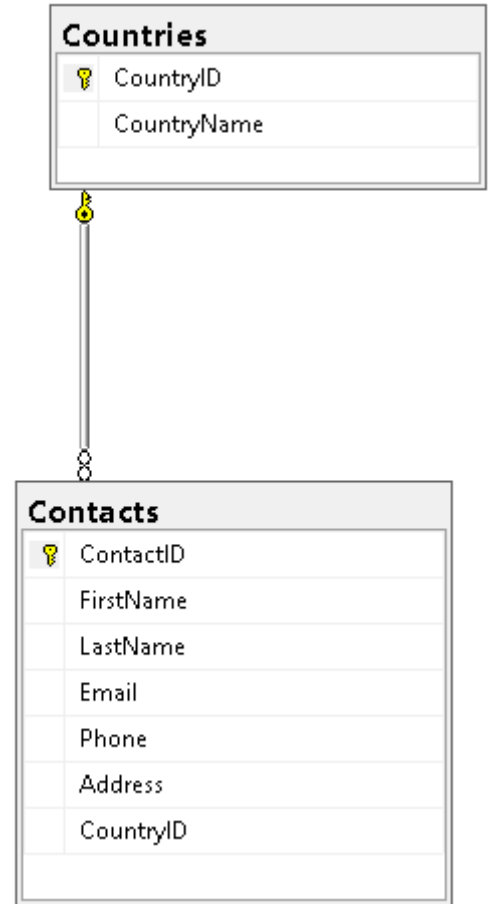 Countries
CountryID
CountryName
Contacts
ContactID
FirstName
LastName
Email
Phone
Address
CountryID